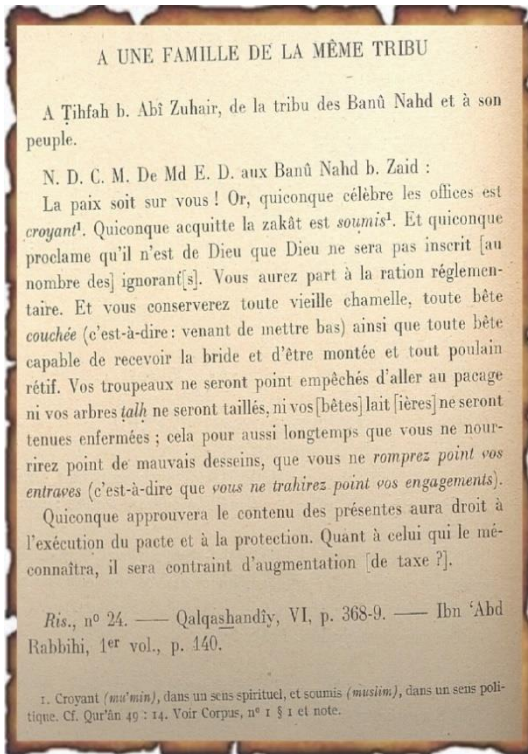 A UNE FAMILLE DE LA MÊME TRIBU
A Ṭihfah b. Abî Zuhair, de la tribu des Banû Nahd et à son
peuple.
N. D. C. M. De Md E. D. aux Banû Nahd b. Zaid :
La paix soit sur vous ! Or, quiconque célèbre les offices est
croyant¹. Quiconque acquitte la zakât est soumis¹. Et quiconque
proclame qu'il n'est de Dieu que Dieu ne sera pas inscrit [au
nombre des] ignorant[s]. Vous aurez part à la ration réglemen-
taire. Et vous conserverez toute vieille chamelle, toute bête
couchée (c'est-à-dire : venant de mettre bas) ainsi que toute bête
capable de recevoir la bride et d'être montée et tout poulain
rétif. Vos troupeaux ne seront point empêchés d'aller au pacage
ni vos arbres ṭalḥ ne seront taillés, ni vos [bêtes] lait [ières] ne seront
tenues enfermées ; cela pour aussi longtemps que vous ne nour-
rirez point de mauvais desseins, que vous ne romprez point vos
entraves (c'est-à-dire que vous ne trahirez point vos engagements).
Quiconque approuvera le contenu des présentes aura droit à
l'exécution du pacte et à la protection. Quant à celui qui le mé-
connaîtra, il sera contraint d'augmentation [de taxe ?].
Ris., nº 24. —— Qalqashandîy, VI, p. 368-9. —— Ibn 'Abd
Rabbihi, 1er vol., p. 140.
1. Croyant (mu'min), dans un sens spirituel, et soumis (muslim), dans un sens poli-
tique. Cf. Qur'ân 49 : 14. Voir Corpus, nº 1 § 1 et note.